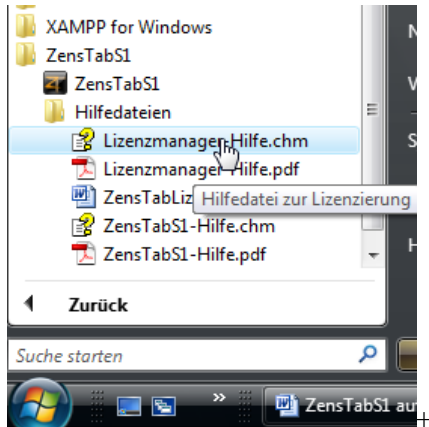 XAMPP for Windows
ZensTabS1
ZensTabS1
Hilfedateien
Lizenzmanager-Hilfe.chm
Lizenzmanager-Hilfe.pdf
ZensTabLiz
Hilfedatei zur Lizenzierung
ZensTabS1-Hilfe.chm
ZensTabS1-Hilfe.pdf
Zurück
Suche starten
»
ZensTabS1 au